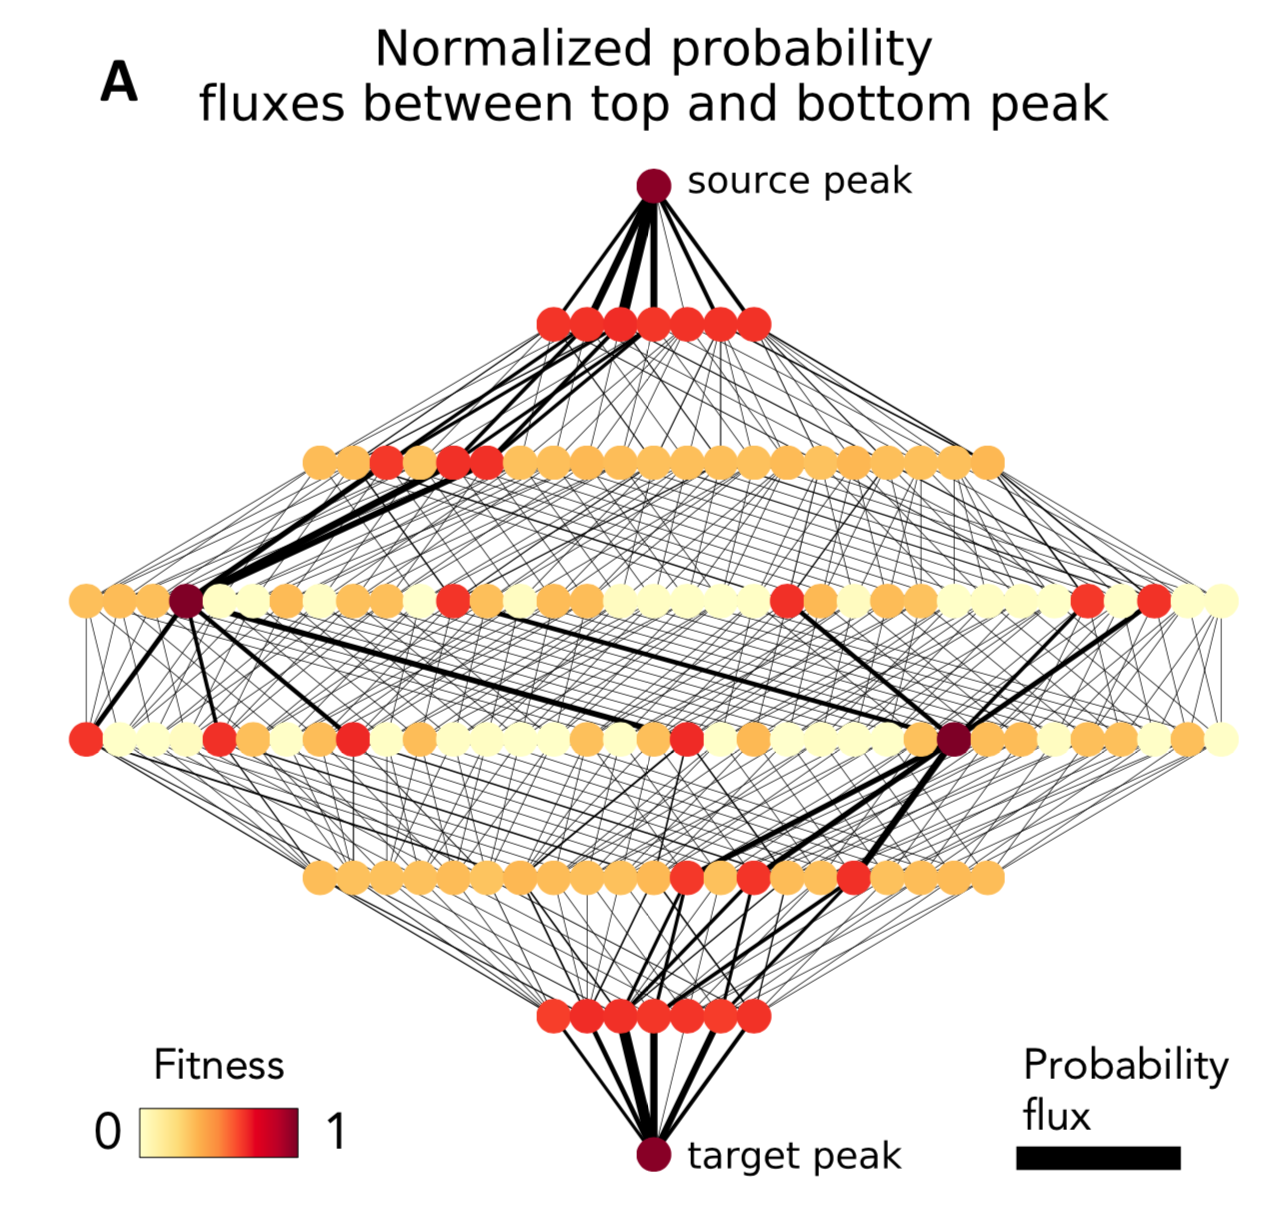 A
Normalized probability
fluxes between top and bottom peak
source peak
Fitness
0 1
Probability
flux
target peak